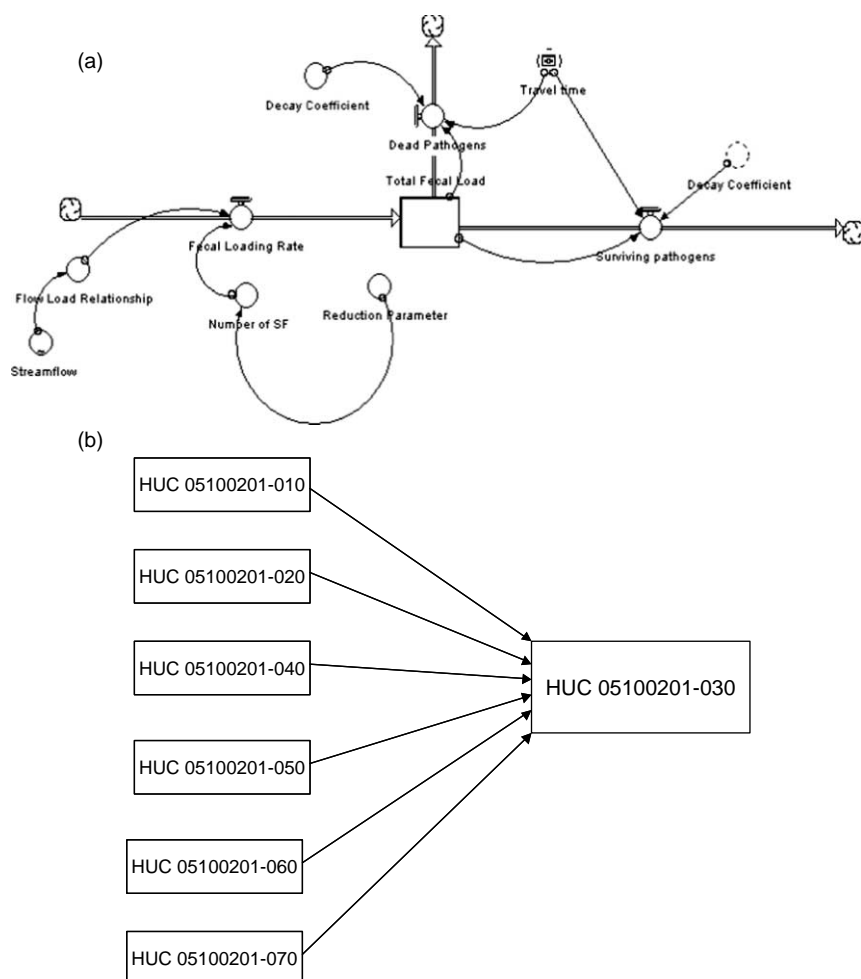 (a)
Decay Coefficient
Travel time
Dead Pathogens
Total Fecal Load
Decay Coefficient
Fecal Loading Rate
Surviving pathogens
Flow Load Relationship
Number of SF
Reduction Parameter
Streamflow
(b)
HUC 05100201-010
HUC 05100201-020
HUC 05100201-040
HUC 05100201-030
HUC 05100201-050
HUC 05100201-060
HUC 05100201-070